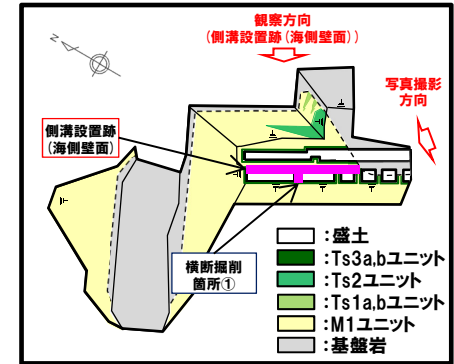 観察方向
(側溝設置跡(海側壁面))
N
写真撮影
方向
側溝設置跡
(海側壁面)
横断掘削
箇所①
:盛土
:Ts3a,bユニット
:Ts2ユニット
:Ts1a,bユニット
:M1ユニット
:基盤岩